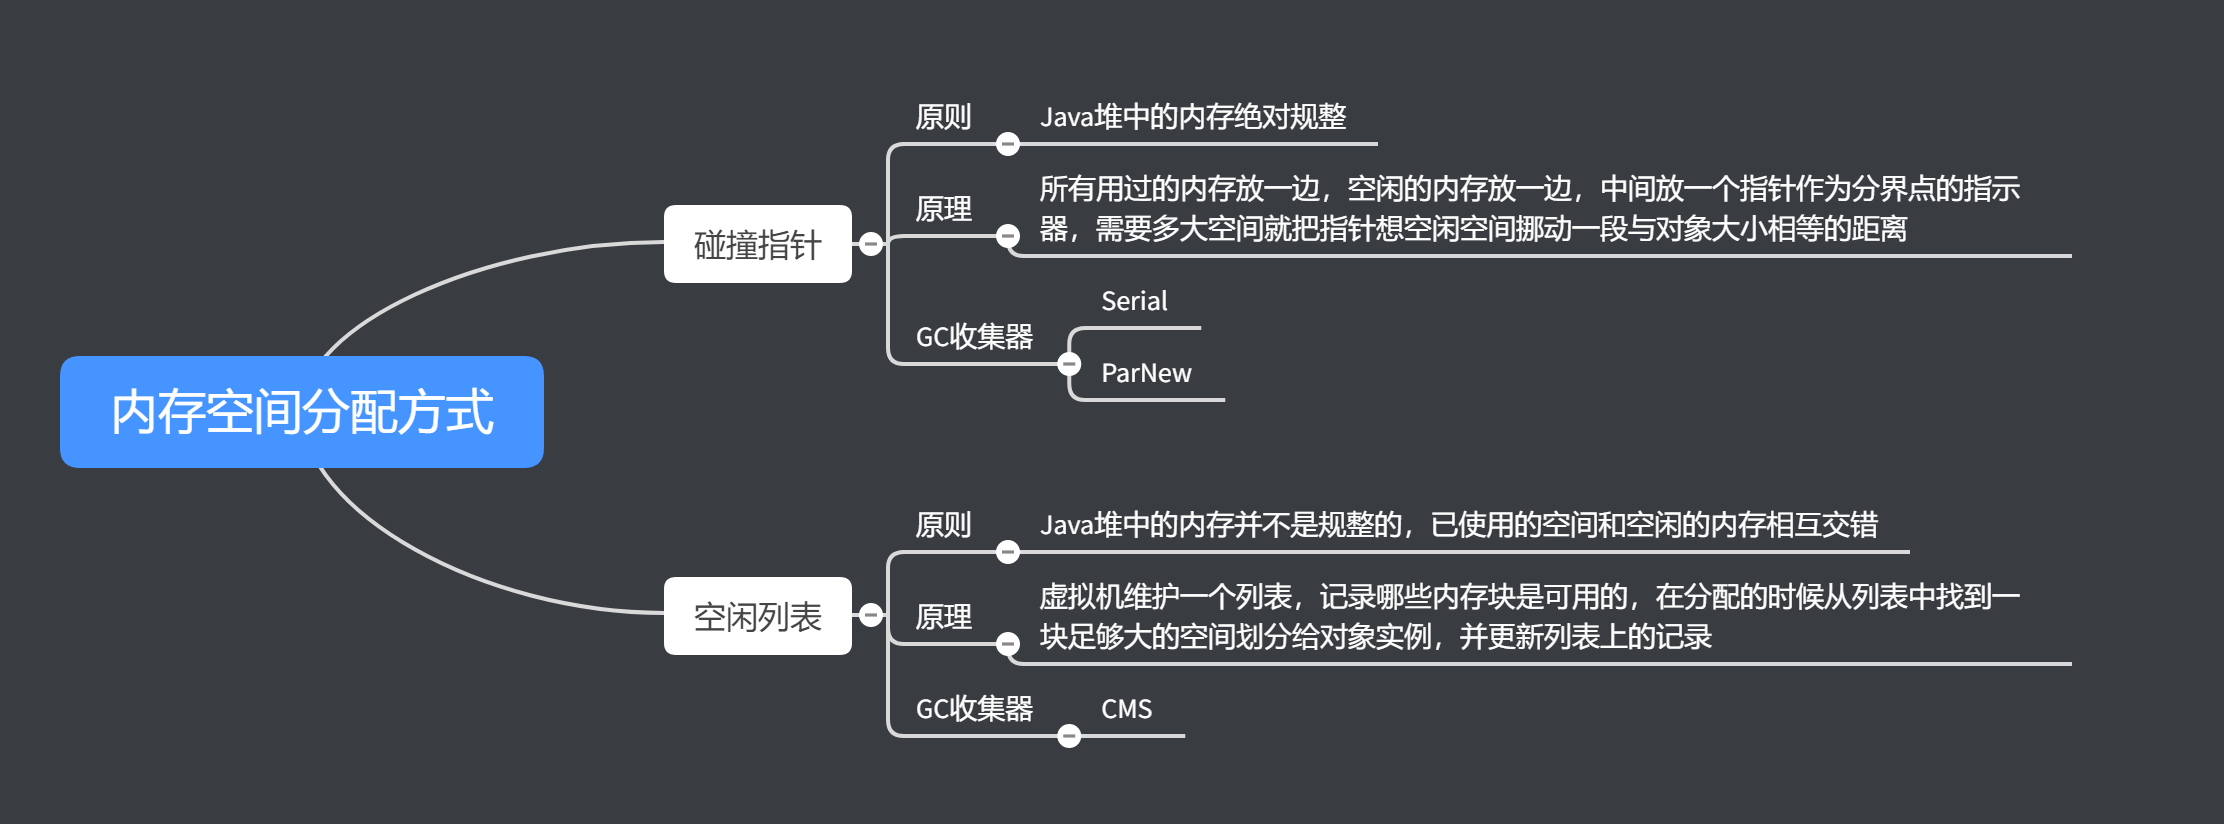 内存空间分配方式
碰撞指针
原则
Java堆中的内存绝对规整
原理
所有用过的内存放一边，空闲的内存放一边，中间放一个指针作为分界点的指示
器，需要多大空间就把指针想空闲空间挪动一段与对象大小相等的距离
GC收集器
Serial
ParNew
空闲列表
原则
Java堆中的内存并不是规整的，已使用的空间和空闲的内存相互交错
原理
虚拟机维护一个列表，记录哪些内存块是可用的，在分配的时候从列表中找到一
块足够大的空间划分给对象实例，并更新列表上的记录
GC收集器
CMS